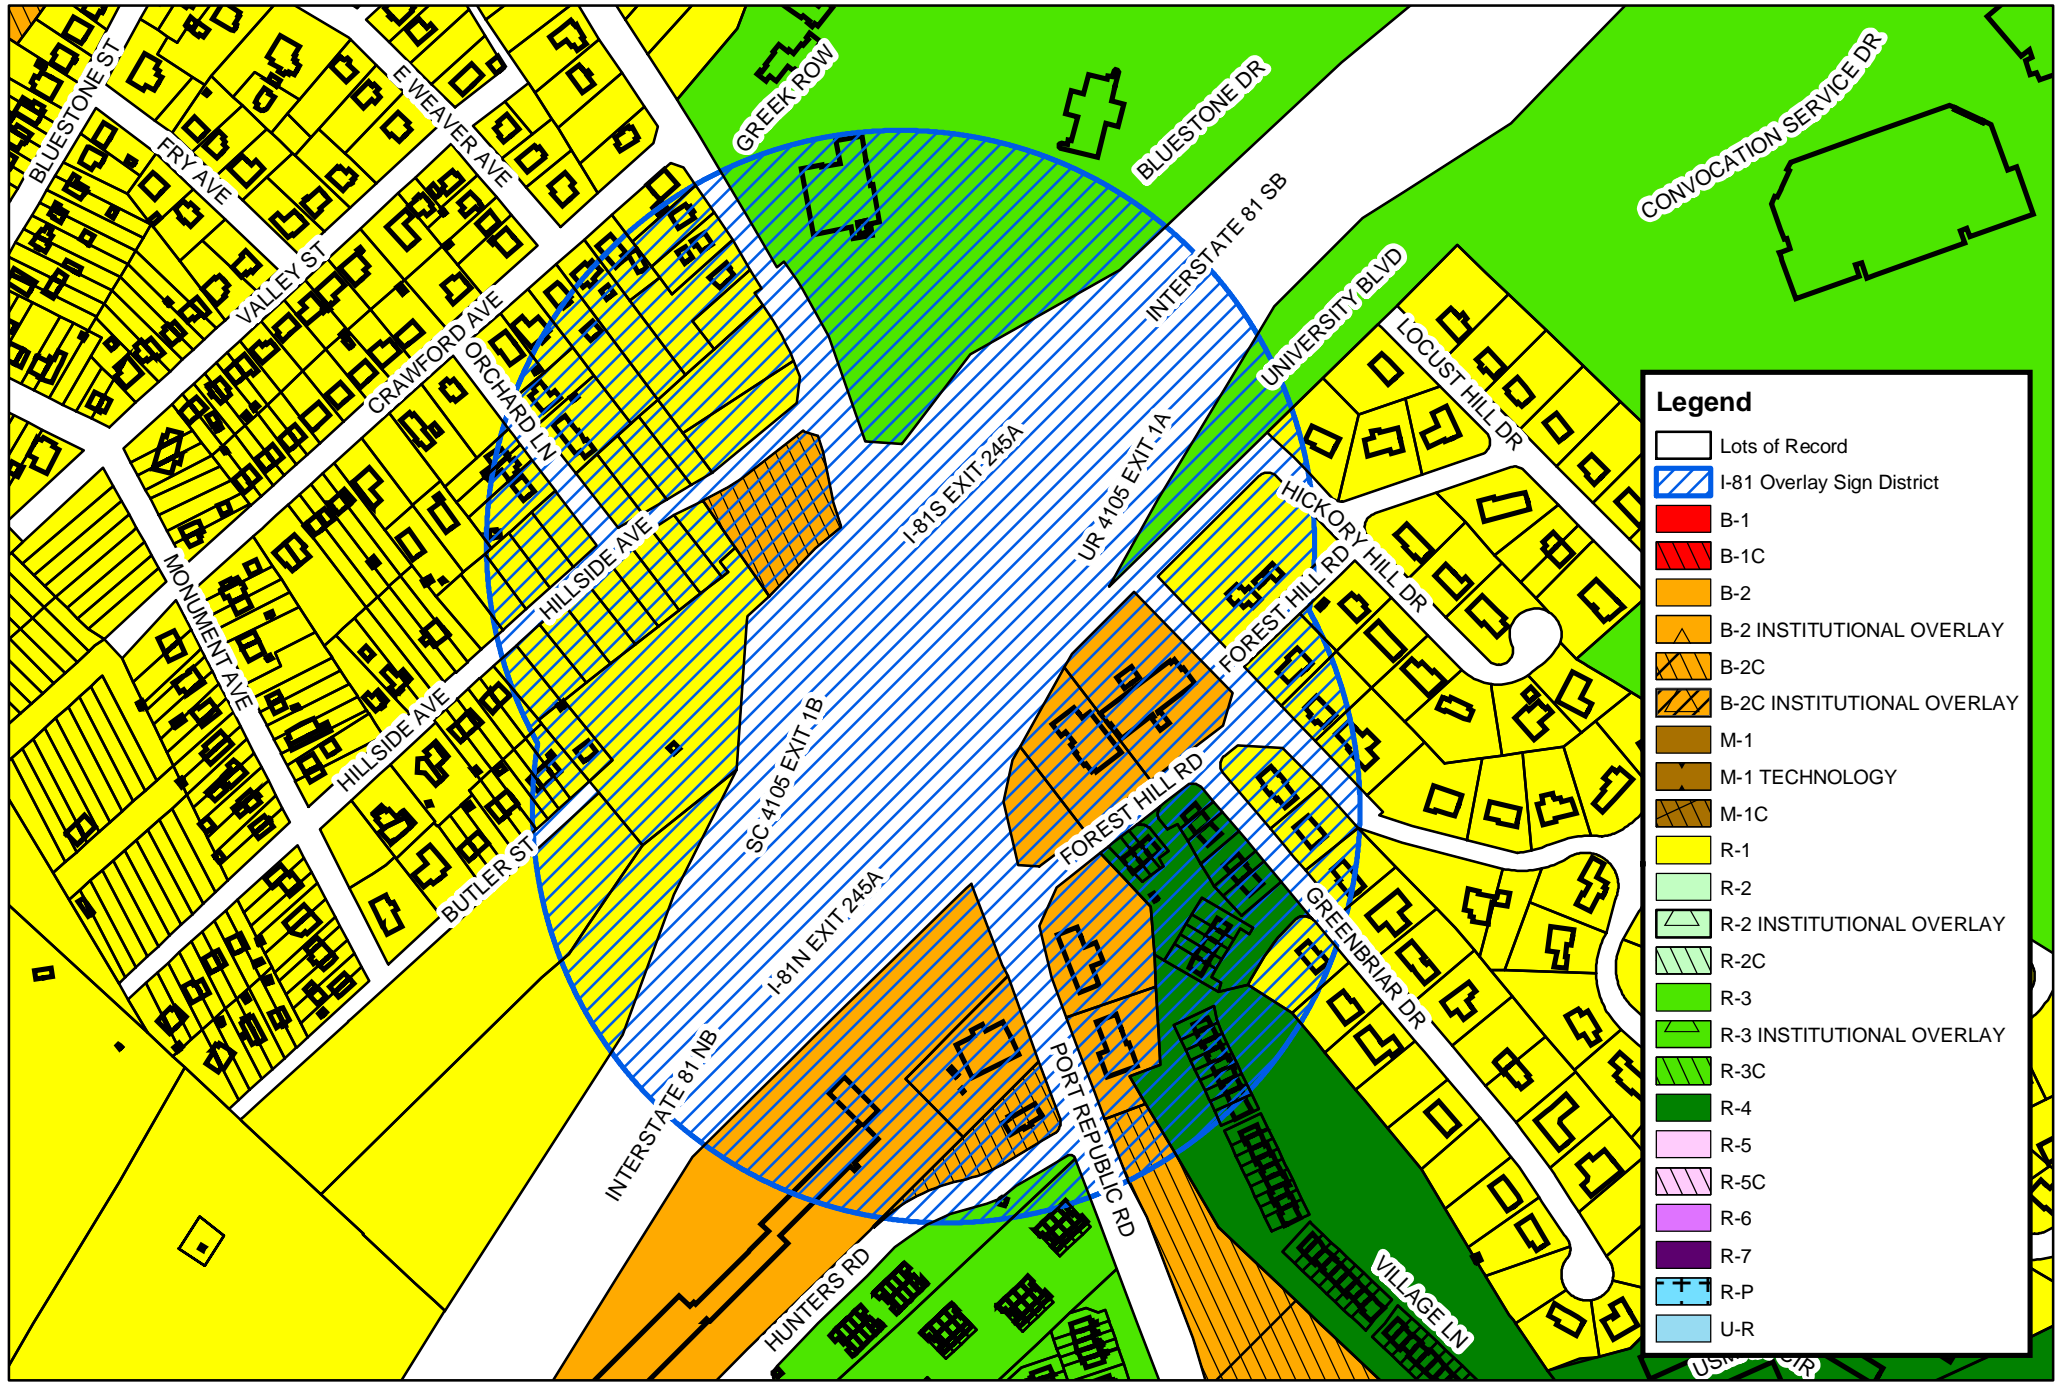 BLUESTONE ST
FRY AVE
E WEAVER AVE
GREEK ROW
BLUESTONE DR
CONVOCATION SERVICE DR
VALLEY ST
CRAWFORD AVE
ORCHARD LN
INTERSTATE 81 SB
UNIVERSITY BLVD
LOCUST HILL DR
I-81S EXIT 245A
UR 4105 EXIT 1A
HICKORY HILL DR
FOREST HILL RD
HILLSIDE AVE
MONUMENT AVE
HILLSIDE AVE
SC 4105 EXIT 1B
FOREST HILL RD
BUTLER ST
I-81N EXIT 245A
GREENBRIAR DR
INTERSTATE 81 NB
PORT REPUBLIC RD
HUNTERS RD
VILLAGE LN
Legend
Lots of Record
I-81 Overlay Sign District
B-1
B-1C
B-2
B-2 INSTITUTIONAL OVERLAY
B-2C
B-2C INSTITUTIONAL OVERLAY
M-1
M-1 TECHNOLOGY
M-1C
R-1
R-2
R-2 INSTITUTIONAL OVERLAY
R-2C
R-3
R-3 INSTITUTIONAL OVERLAY
R-3C
R-4
R-5
R-5C
R-6
R-7
R-P
U-R